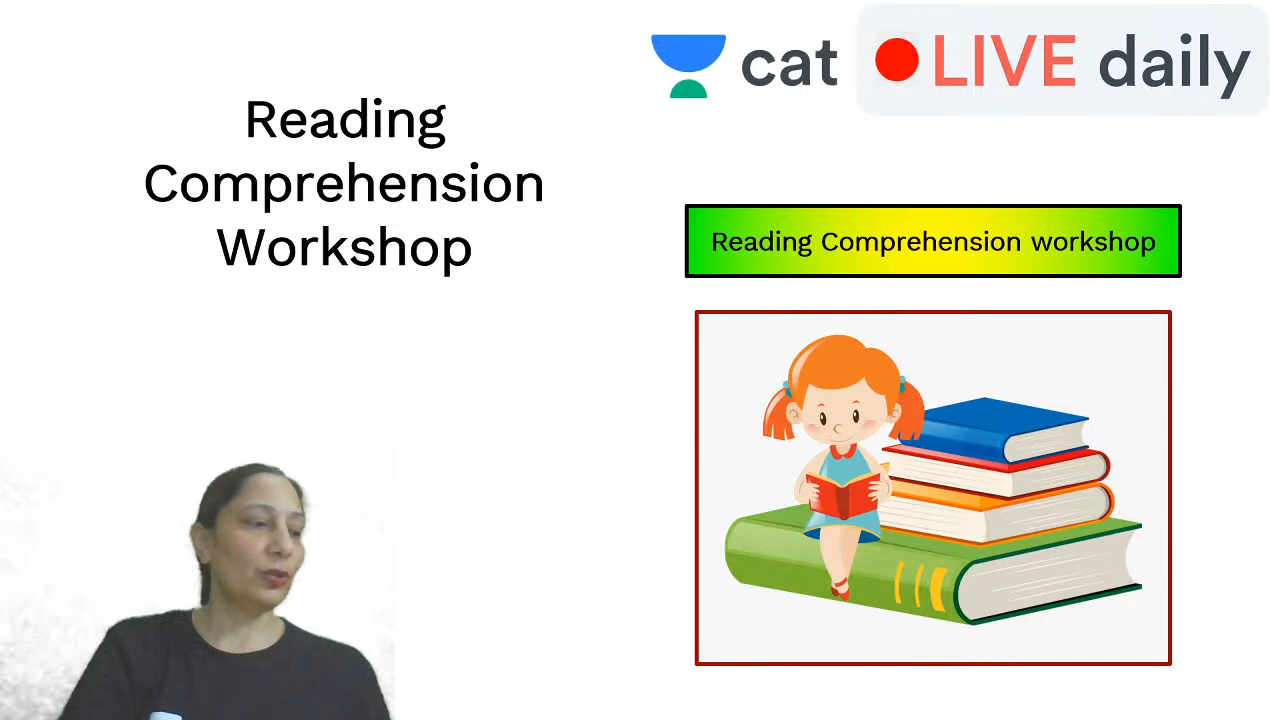 Reading
Comprehension
Workshop
cat LIVE daily
Reading Comprehension workshop